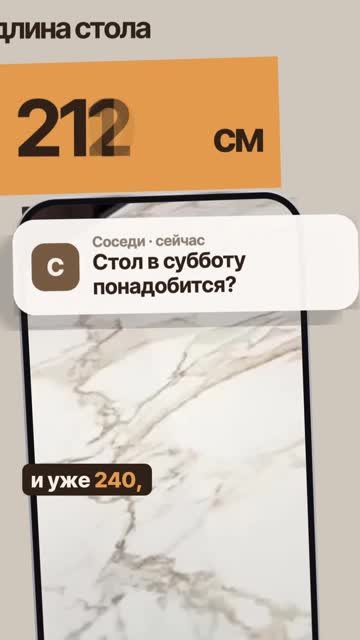 длина стола
212 см
С
Соседи · сейчас
Стол в субботу
понадобится?
и уже 240,